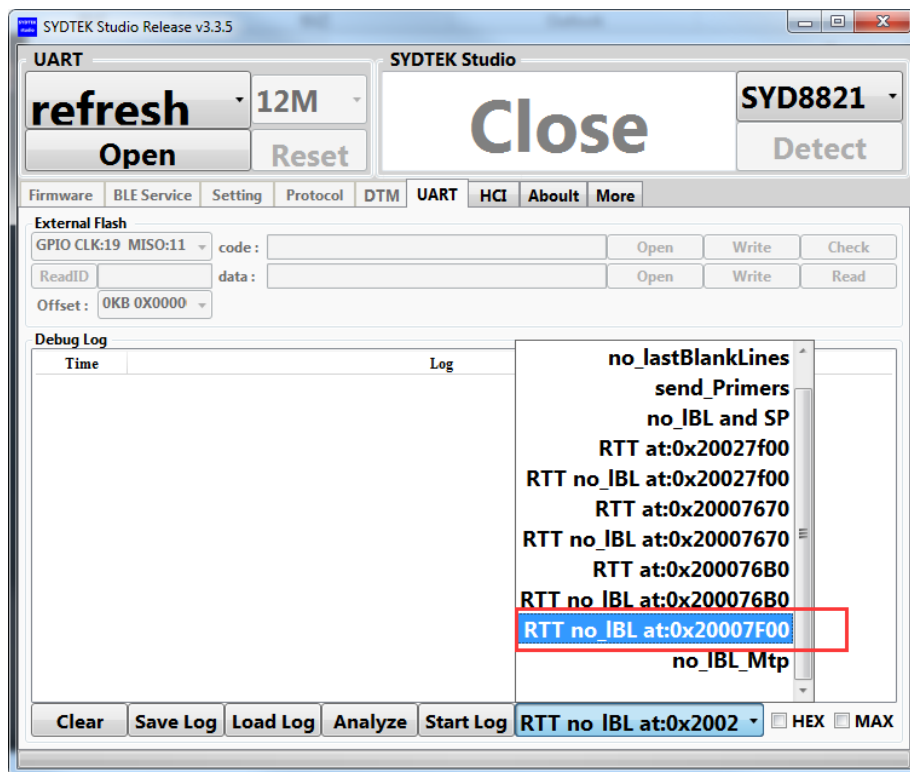 SYDTEK Studio Release v3.3.5
UART
SYDTEK Studio
refresh
12M
Close
SYD8821
Open
Reset
Detect
Firmware BLE Service Setting Protocol DTM UART HCI Aboult More
External Flash
GPIO CLK:19 MISO:11 code : Open Write Check
ReadID data : Open Write Read
Offset : 0KB 0X0000
Debug Log
Time Log
no_lastBlankLines
send_Primers
no_lBL and SP
RTT at:0x20027f00
RTT no_lBL at:0x20027f00
RTT at:0x20007670
RTT no_lBL at:0x20007670
RTT at:0x200076B0
RTT no_lBL at:0x200076B0
RTT no_lBL at:0x20007F00
no_lBL_Mtp
Clear Save Log Load Log Analyze Start Log RTT no_lBL at:0x2002 HEX MAX